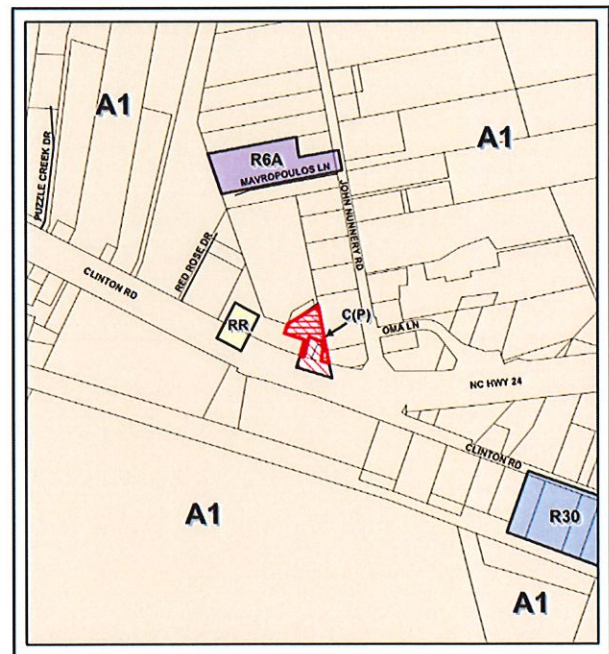 A1
A1
R6A
MAVROPOULOS LN
PUZZLE CREEK DR
JOHN NUNNERY RD
RED ROSE DR
CLINTON RD
RR
C(P)
OMA LN
NC HWY 24
CLINTON RD
A1
R30
A1